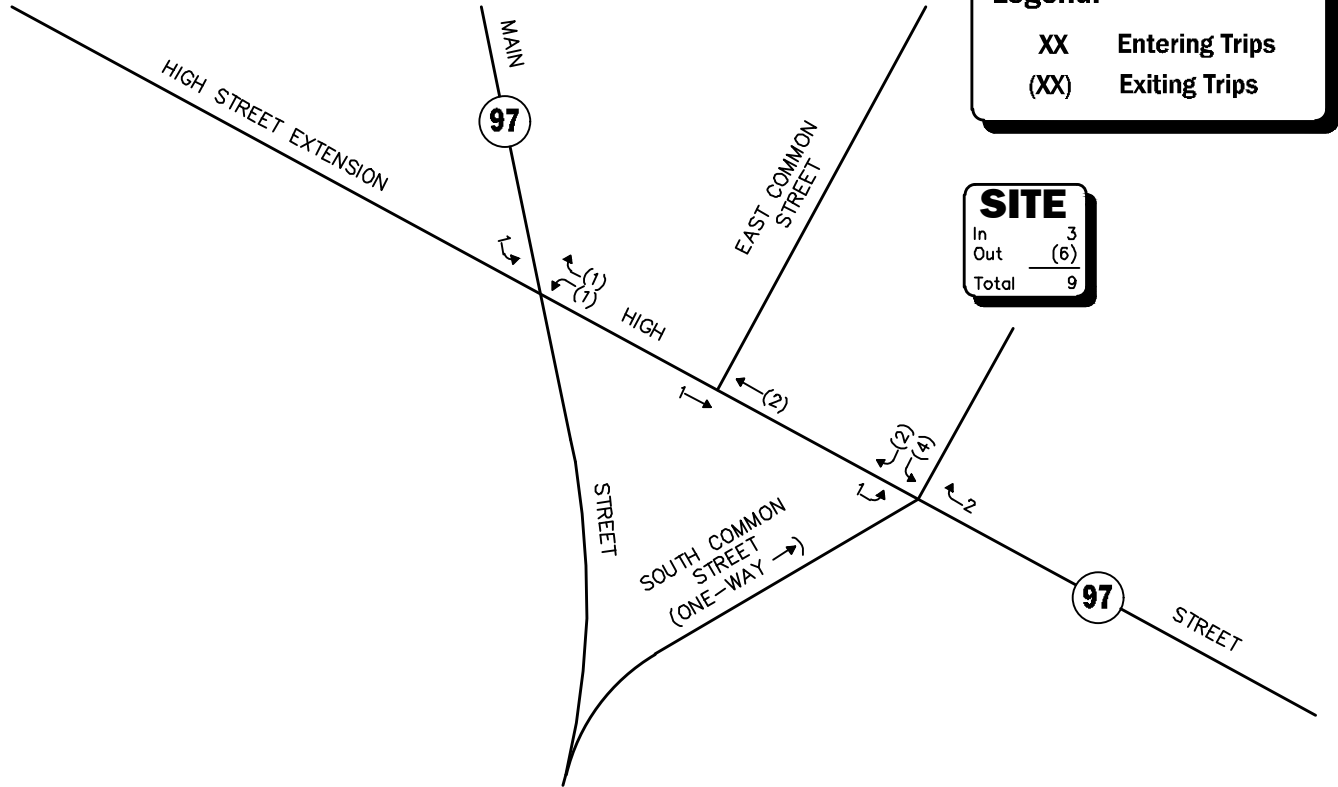 Legend:
XX Entering Trips
(XX) Exiting Trips
MAIN
97
HIGH STREET EXTENSION
EAST COMMON
STREET
SITE
In 3
Out (6)
Total 9
1
(1)
(1)
HIGH
1
(2)
(2)
(4)
1
2
STREET
SOUTH COMMON
STREET
(ONE-WAY →)
97
STREET